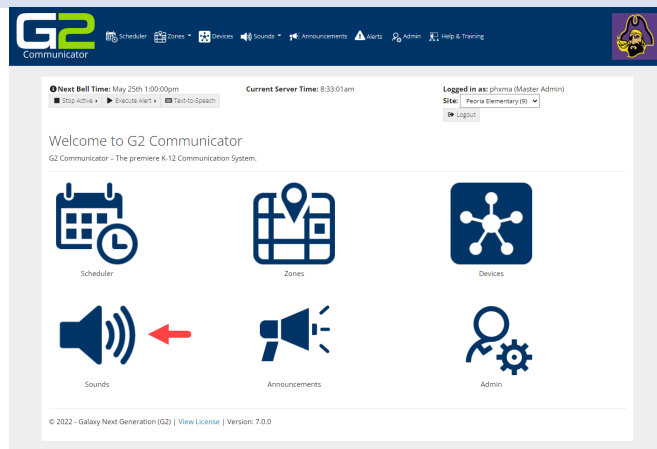 G2
Communicator
Scheduler Zones Devices Sounds Announcements Alerts Admin Help & Training
Next Bell Time: May 25th 1:00:00pm Current Server Time: 8:33:01am Logged in as: phxma (Master Admin)
Stop Active Execute Alert Text-to-Speech Site: Peoria Elementary (9)
Logout
Welcome to G2 Communicator
G2 Communicator – The premiere K-12 Communication System.
Scheduler Zones Devices
Sounds Announcements Admin
© 2022 - Galaxy Next Generation (G2) | View License | Version: 7.0.0